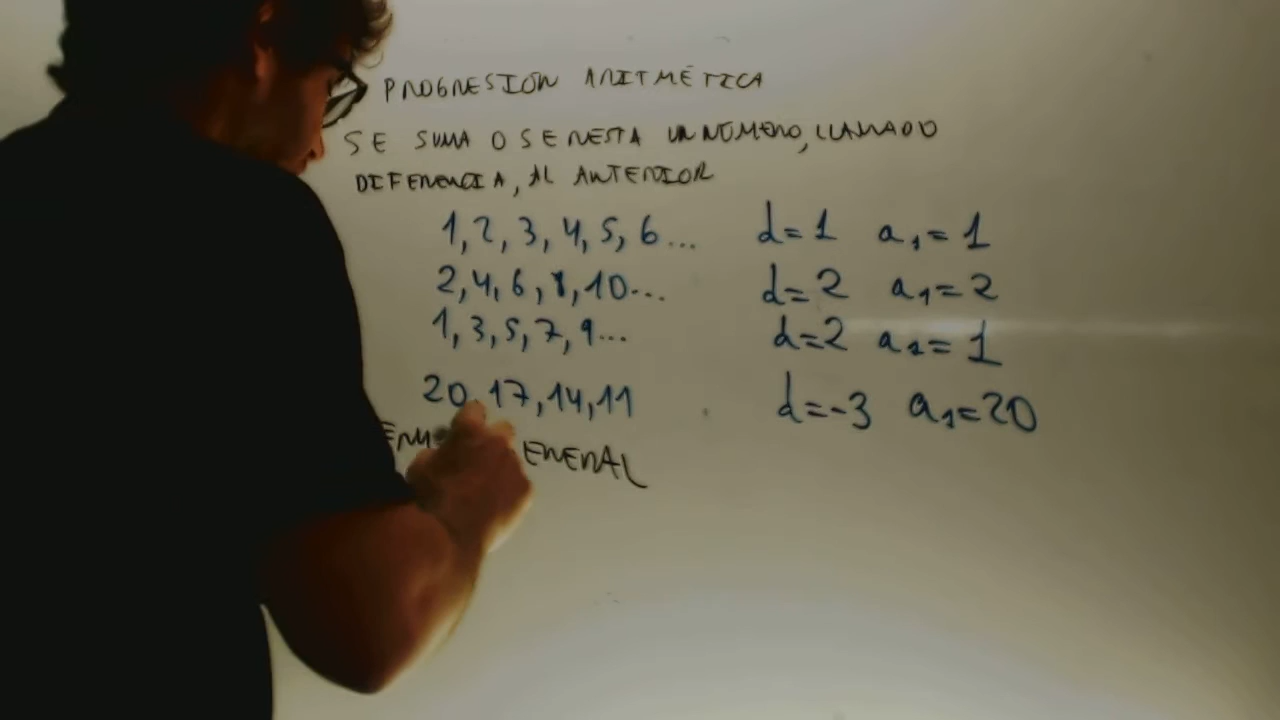 PROGRESIÓN ARITMÉTICA
SE SUMA O SE RESTA UN NÚMERO, LLAMADO
DIFERENCIA, AL ANTERIOR
1, 2, 3, 4, 5, 6... d=1 a₁=1
2, 4, 6, 8, 10... d=2 a₁=2
1, 3, 5, 7, 9... d=2 a₁=1
20, 17, 14, 11 d=-3 a₁=20
ENERAL